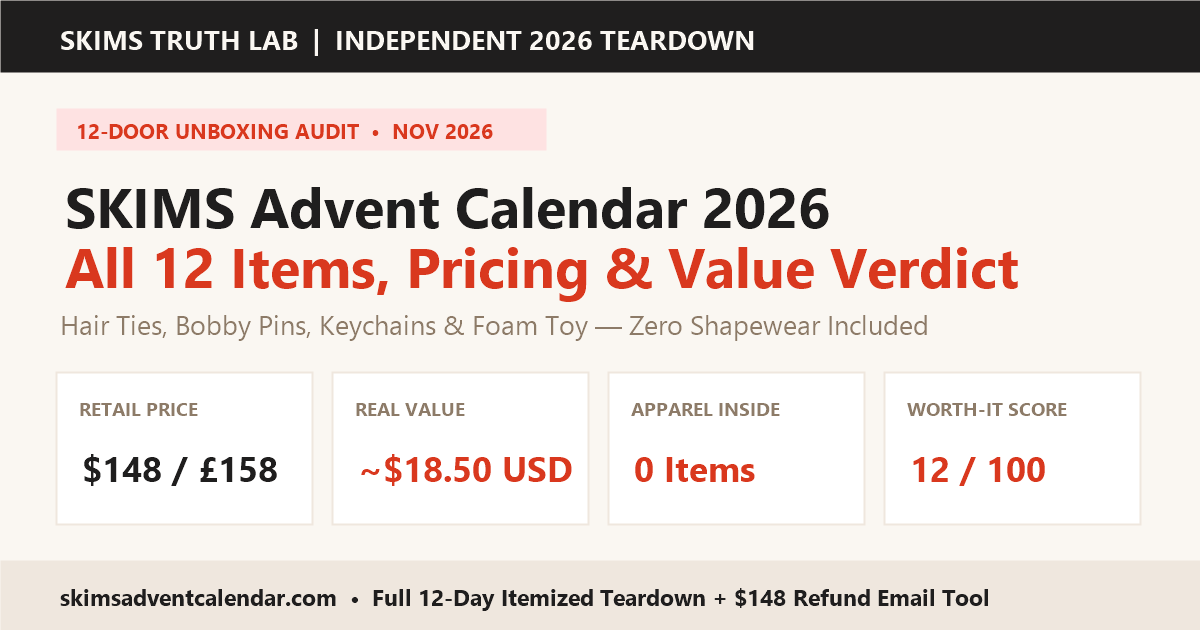 SKIMS TRUTH LAB | INDEPENDENT 2026 TEARDOWN
12-DOOR UNBOXING AUDIT • NOV 2026
SKIMS Advent Calendar 2026
All 12 Items, Pricing & Value Verdict
Hair Ties, Bobby Pins, Keychains & Foam Toy — Zero Shapewear Included
RETAIL PRICE
$148 / £158
REAL VALUE
~$18.50 USD
APPAREL INSIDE
0 Items
WORTH-IT SCORE
12 / 100
skimsadventcalendar.com • Full 12-Day Itemized Teardown + $148 Refund Email Tool